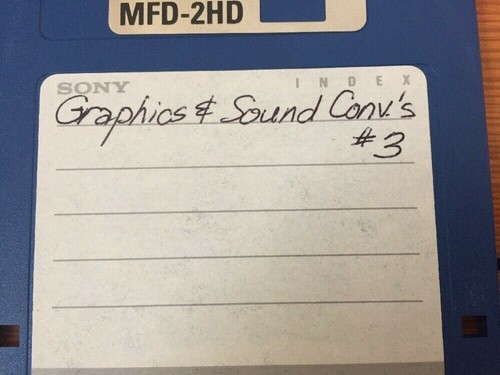 MFD-2HD
SONY INDEX
Graphics & Sound Conv.'s
#3